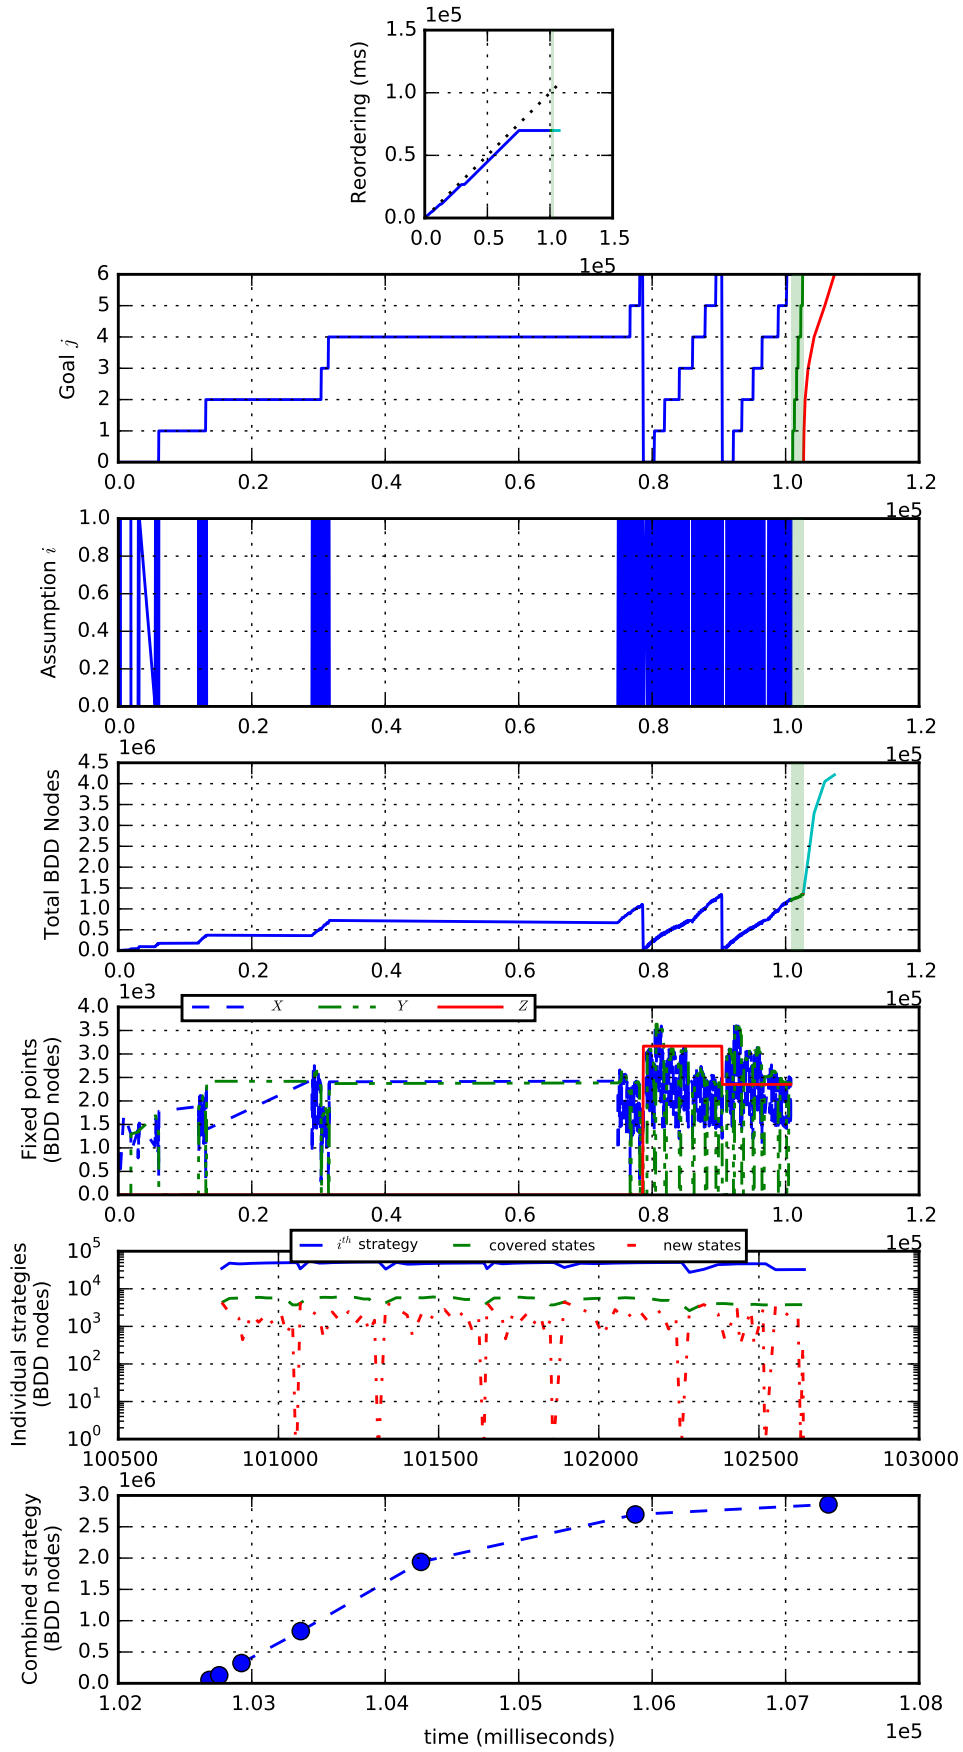 1e5
1.5
1.0
0.5
0.0
Reordering (ms)
0.0 0.5 1.0 1.5
1e5
6
5
4
3
2
1
0
Goal j
0.0 0.2 0.4 0.6 0.8 1.0 1.2
1e5
1.0
0.8
0.6
0.4
0.2
0.0
Assumption i
0.0 0.2 0.4 0.6 0.8 1.0 1.2
1e5
1e6
4.5
4.0
3.5
3.0
2.5
2.0
1.5
1.0
0.5
0.0
Total BDD Nodes
0.0 0.2 0.4 0.6 0.8 1.0 1.2
1e5
1e3
X Y Z
4.0
3.5
3.0
2.5
2.0
1.5
1.0
0.5
0.0
Fixed points
(BDD nodes)
0.0 0.2 0.4 0.6 0.8 1.0 1.2
1e5
i^th strategy covered states new states
10^5
10^4
10^3
10^2
10^1
10^0
Individual strategies
(BDD nodes)
100500 101000 101500 102000 102500 103000
1e6
3.0
2.5
2.0
1.5
1.0
0.5
0.0
Combined strategy
(BDD nodes)
1.02 1.03 1.04 1.05 1.06 1.07 1.08
1e5
time (milliseconds)